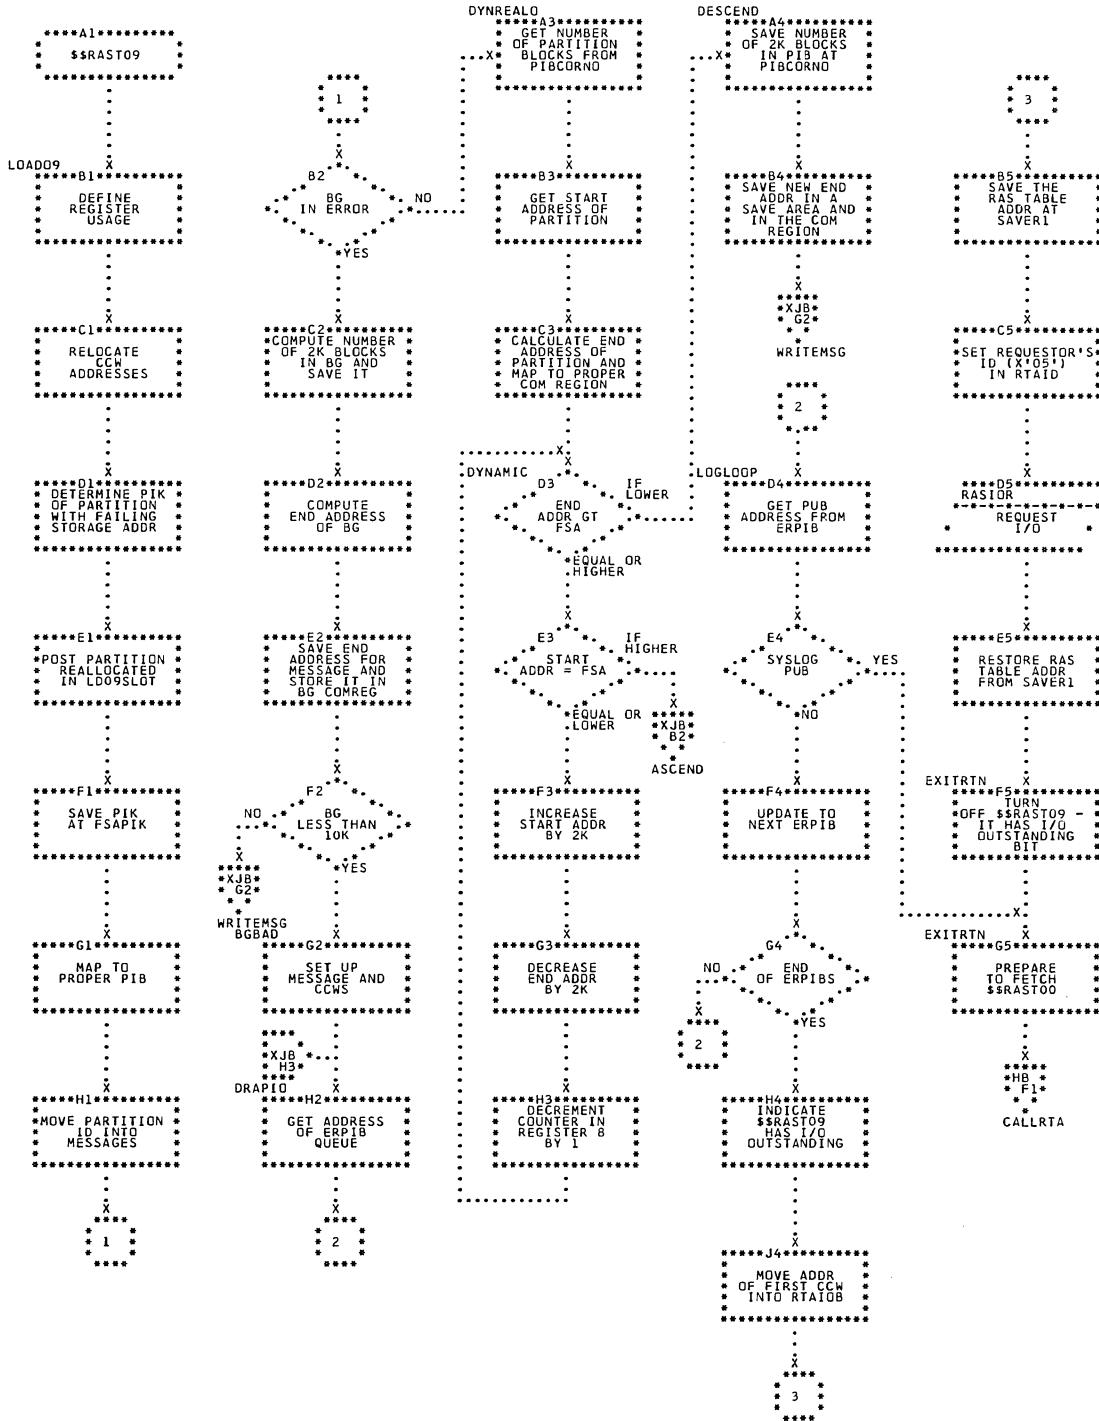 A1
$$RAST09
LOAD09
B1
DEFINE
REGISTER
USAGE
C1
RELOCATE
CCW
ADDRESSES
D1
DETERMINE PIK
OF PARTITION
WITH FAILING
STORAGE ADDR
E1
POST PARTITION
REALLOCATED
IN LD09SLOT
F1
SAVE PIK
AT FSAPIK
G1
MAP TO
PROPER PIB
H1
MOVE PARTITION
ID INTO
MESSAGES
1
1
B2
BG
IN ERROR
NO
YES
C2
COMPUTE NUMBER
OF 2K BLOCKS
IN BG AND
SAVE IT
D2
COMPUTE
END ADDRESS
OF BG
E2
SAVE END
ADDRESS FOR
MESSAGE AND
STORE IT IN
BG COMREG
F2
BG
LESS THAN
10K
NO
YES
XJB
G2
WRITEMSG
BGBAD
G2
SET UP
MESSAGE AND
CCWS
XJB
H3
DRAPIO
H2
GET ADDRESS
OF ERPIB
QUEUE
2
DYNREALO
A3
GET NUMBER
OF PARTITION
BLOCKS FROM
PIBCORNO
B3
GET START
ADDRESS OF
PARTITION
C3
CALCULATE END
ADDRESS OF
PARTITION AND
MAP TO PROPER
COM REGION
DYNAMIC
D3
END
ADDR GT
FSA
IF
LOWER
EQUAL OR
HIGHER
E3
START
ADDR = FSA
IF
HIGHER
EQUAL OR
LOWER
XJB
B2
ASCEND
F3
INCREASE
START ADDR
BY 2K
G3
DECREASE
END ADDR
BY 2K
H3
DECREMENT
COUNTER IN
REGISTER 8
BY 1
DESCEND
A4
SAVE NUMBER
OF 2K BLOCKS
IN PIB AT
PIBCORNO
B4
SAVE NEW END
ADDR IN A
SAVE AREA AND
IN THE COM
REGION
XJB
G2
WRITEMSG
2
LOGLOOP
D4
GET PUB
ADDRESS FROM
ERPIB
E4
SYSLOG
PUB
YES
NO
F4
UPDATE TO
NEXT ERPIB
G4
END
OF ERPIBS
NO
YES
2
H4
INDICATE
$$RAST09
HAS I/O
OUTSTANDING
J4
MOVE ADDR
OF FIRST CCW
INTO RTAIOB
3
3
B5
SAVE THE
RAS TABLE
ADDR AT
SAVER1
C5
SET REQUESTOR'S
ID (X'05')
IN RTAID
D5
RASIOR
REQUEST
I/O
E5
RESTORE RAS
TABLE ADDR
FROM SAVER1
EXITRTN
F5
TURN
OFF $$RAST09 -
IT HAS I/O
OUTSTANDING
BIT
EXITRTN
G5
PREPARE
TO FETCH
$$RAST00
HB
F1
CALLRTA